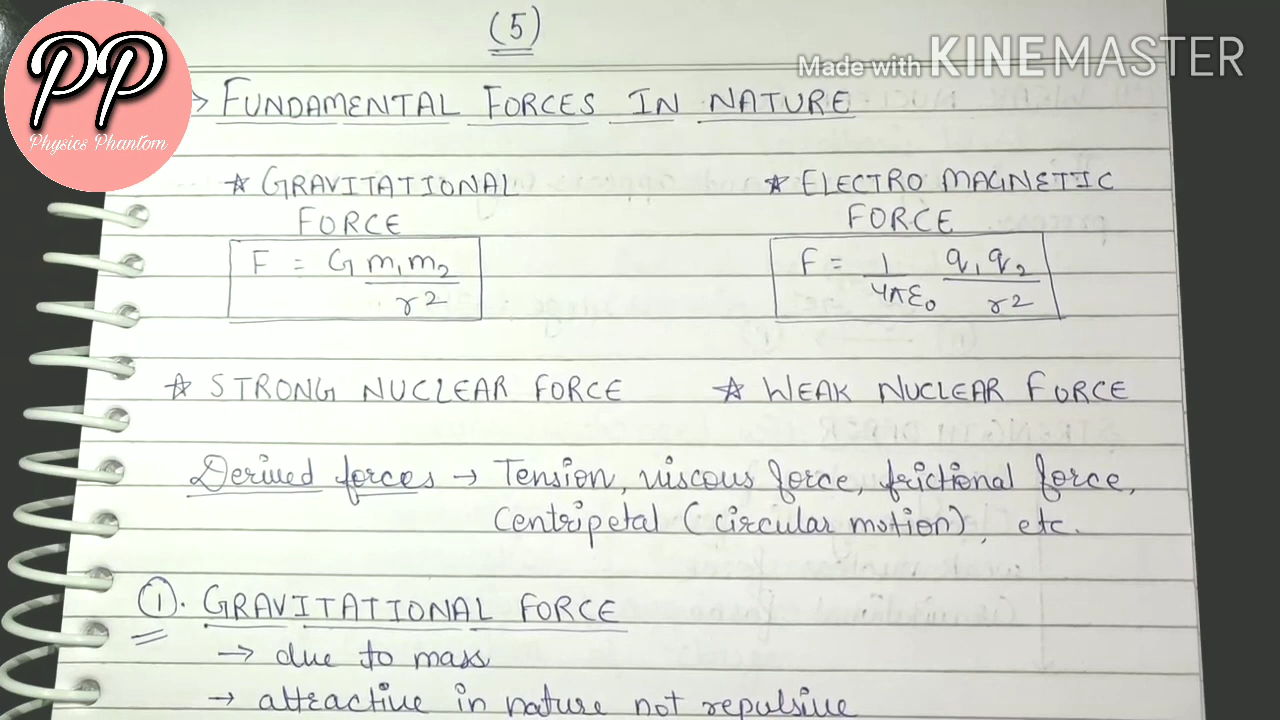 (5)
Made with KINEMASTER
PP
Physics Phantom
→ FUNDAMENTAL FORCES IN NATURE
☆ GRAVITATIONAL FORCE
F = G m₁m₂ / r²
☆ ELECTRO MAGNETIC FORCE
F = 1 / 4πε₀ q₁q₂ / r²
☆ STRONG NUCLEAR FORCE
☆ WEAK NUCLEAR FORCE
Derived forces → Tension, viscous force, frictional force,
Centripetal (circular motion), etc.
①. GRAVITATIONAL FORCE
→ due to mass
→ attractive in nature not repulsive